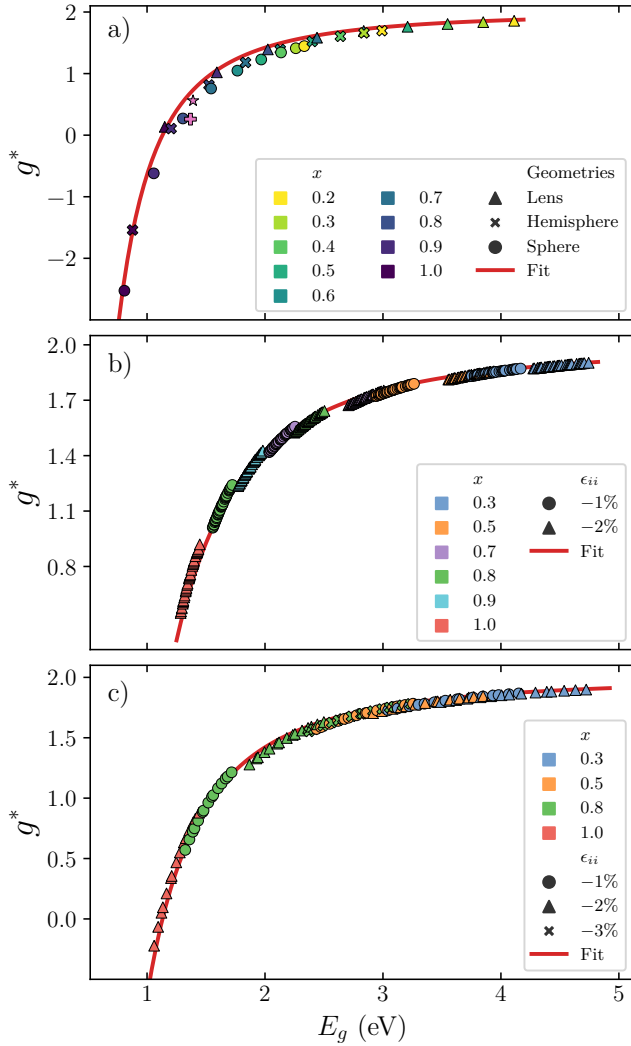 a)
2
1
0
−1
−2
g*
x
0.2
0.3
0.4
0.5
0.6
0.7
0.8
0.9
1.0
Geometries
Lens
Hemisphere
Sphere
Fit
b)
2.0
1.7
1.4
1.1
0.8
g*
x
0.3
0.5
0.7
0.8
0.9
1.0
ϵii
−1%
−2%
Fit
c)
2.0
1.5
1.0
0.5
0.0
g*
x
0.3
0.5
0.8
1.0
ϵii
−1%
−2%
−3%
Fit
1 2 3 4 5
Eg (eV)